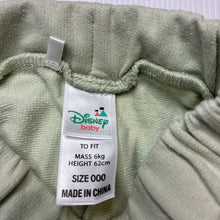 Disney
baby
TO FIT
MASS 6kg
HEIGHT 62cm
SIZE 000
MADE IN CHINA